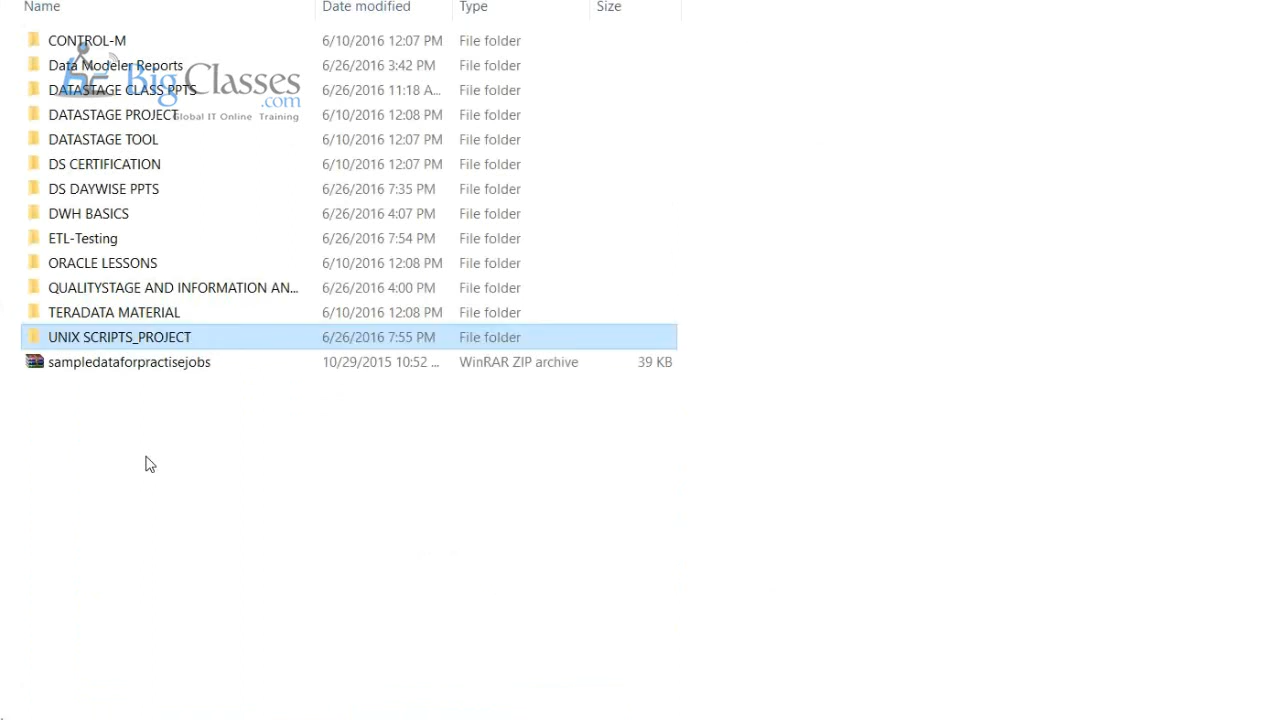 Name Date modified Type Size
CONTROL-M 6/10/2016 12:07 PM File folder
Data Modeler Reports 6/26/2016 3:42 PM File folder
DATASTAGE CLASS PPTS 6/26/2016 11:18 A... File folder
DATASTAGE PROJECT 6/10/2016 12:08 PM File folder
DATASTAGE TOOL 6/10/2016 12:07 PM File folder
DS CERTIFICATION 6/10/2016 12:07 PM File folder
DS DAYWISE PPTS 6/26/2016 7:35 PM File folder
DWH BASICS 6/26/2016 4:07 PM File folder
ETL-Testing 6/26/2016 7:54 PM File folder
ORACLE LESSONS 6/10/2016 12:08 PM File folder
QUALITYSTAGE AND INFORMATION AN... 6/26/2016 4:00 PM File folder
TERADATA MATERIAL 6/10/2016 12:08 PM File folder
UNIX SCRIPTS_PROJECT 6/26/2016 7:55 PM File folder
sampledataforpractisejobs 10/29/2015 10:52 ... WinRAR ZIP archive 39 KB
Big Classes
.com
Global IT Online Training